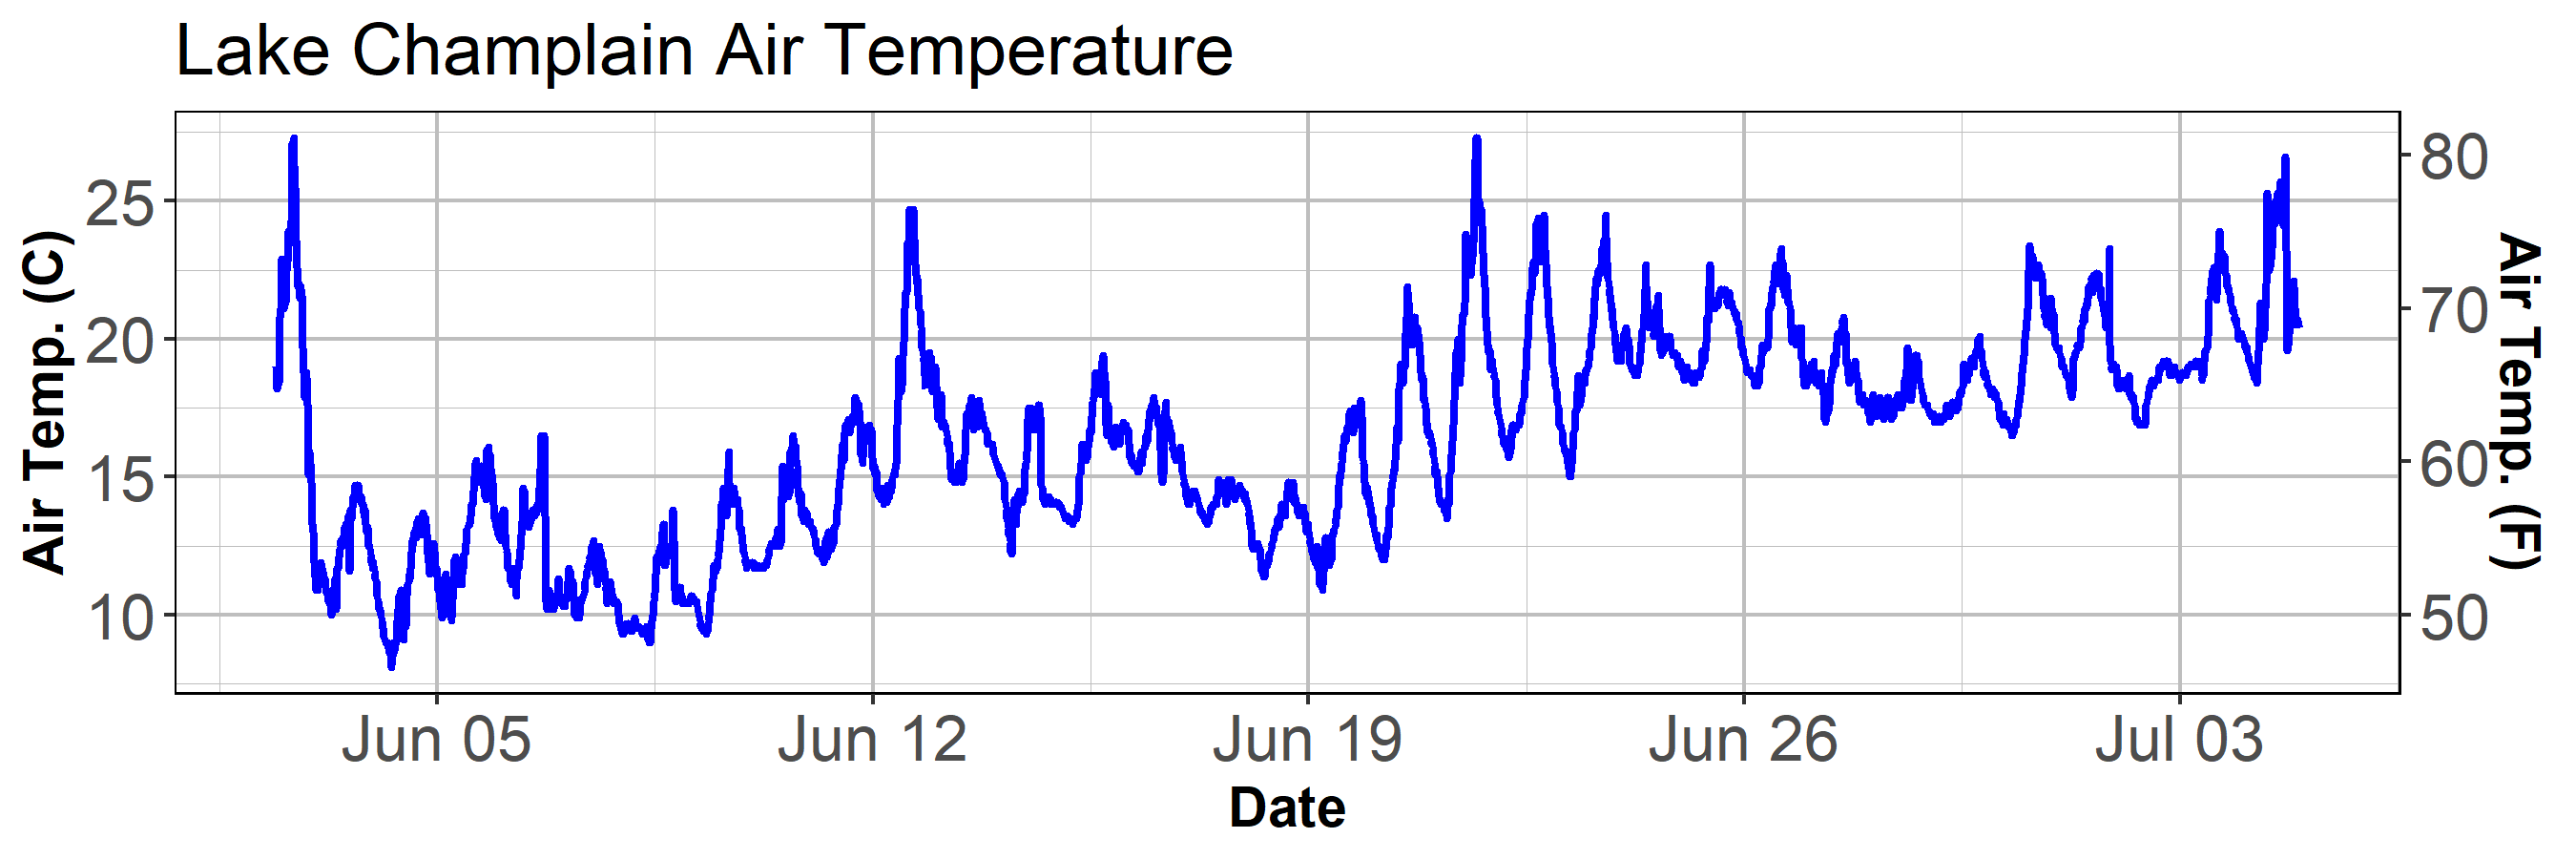 Lake Champlain Air Temperature
Air Temp. (C)
25
20
15
10
80
70
60
50
Air Temp. (F)
Jun 05 Jun 12 Jun 19 Jun 26 Jul 03
Date